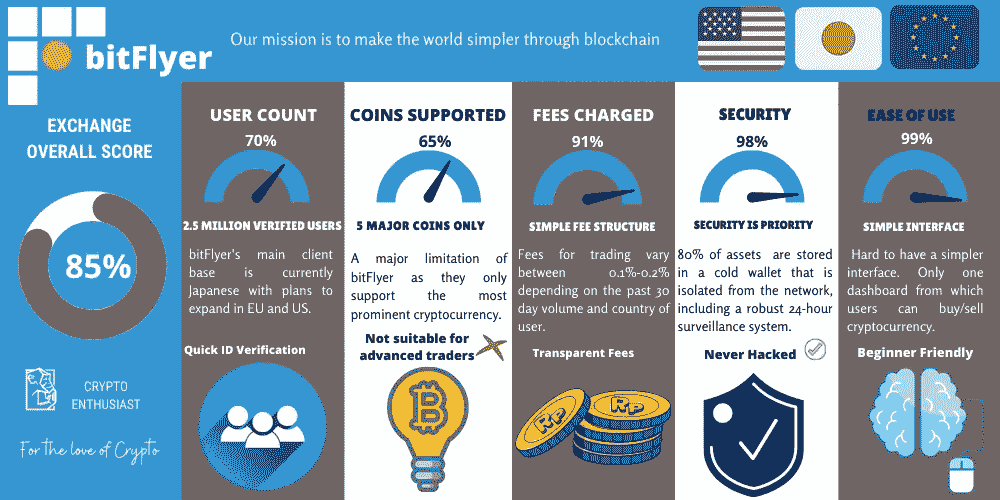 bitFlyer
Our mission is to make the world simpler through blockchain
EXCHANGE
OVERALL SCORE
85%
CRYPTO
ENTHUSIAST
For the love of Crypto
USER COUNT
70%
2.5 MILLION VERIFIED USERS
bitFlyer's main client
base is currently
Japanese with plans to
expand in EU and US.
Quick ID Verification
COINS SUPPORTED
65%
5 MAJOR COINS ONLY
A major limitation of
bitFlyer as they only
support the most
prominent cryptocurrency.
Not suitable for
advanced traders
FEES CHARGED
91%
SIMPLE FEE STRUCTURE
Fees for trading vary
between 0.1%-0.2%
depending on the past 30
day volume and country of
user.
Transparent Fees
Rp
Rp
SECURITY
98%
SECURITY IS PRIORITY
80% of assets are stored
in a cold wallet that is
isolated from the network,
including a robust 24-hour
surveillance system.
Never Hacked
EASE OF USE
99%
SIMPLE INTERFACE
Hard to have a simpler
interface. Only one
dashboard from which
users can buy/sell
cryptocurrency.
Beginner Friendly